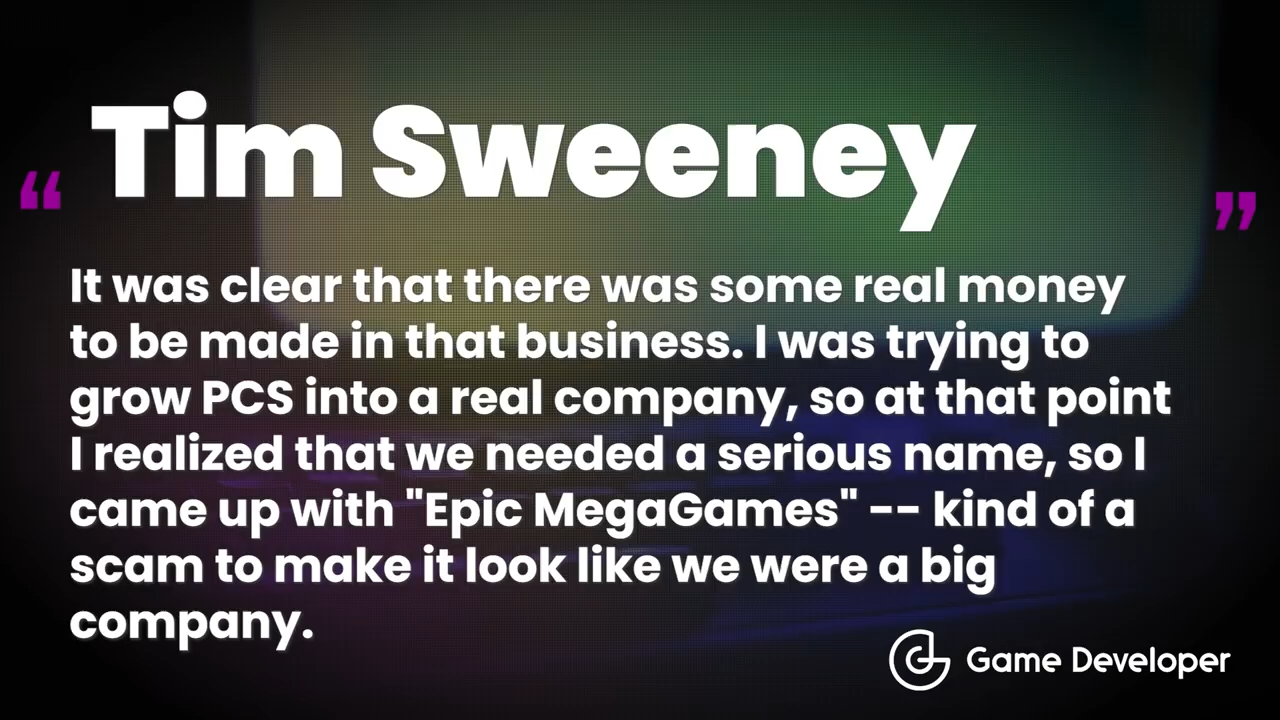 Tim Sweeney
“ ”
It was clear that there was some real money
to be made in that business. I was trying to
grow PCS into a real company, so at that point
I realized that we needed a serious name, so I
came up with "Epic MegaGames" -- kind of a
scam to make it look like we were a big
company.
Game Developer